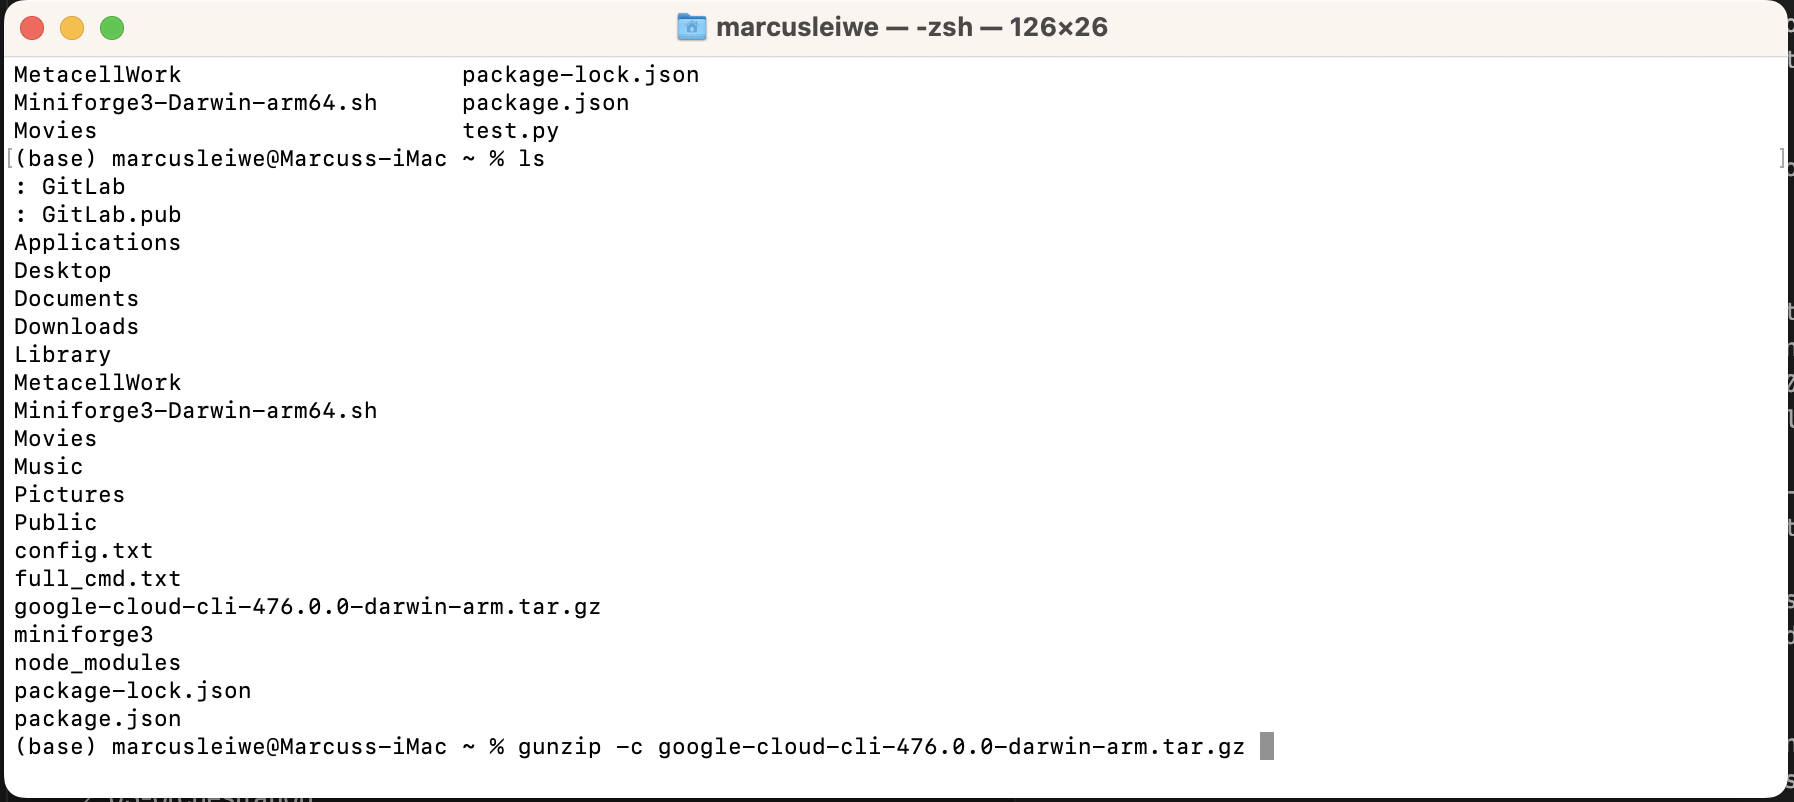 marcusleiwe — -zsh — 126×26
MetacellWork package-lock.json
Miniforge3-Darwin-arm64.sh package.json
Movies test.py
[(base) marcusleiwe@Marcuss-iMac ~ % ls ]
: GitLab
: GitLab.pub
Applications
Desktop
Documents
Downloads
Library
MetacellWork
Miniforge3-Darwin-arm64.sh
Movies
Music
Pictures
Public
config.txt
full_cmd.txt
google-cloud-cli-476.0.0-darwin-arm.tar.gz
miniforge3
node_modules
package-lock.json
package.json
(base) marcusleiwe@Marcuss-iMac ~ % gunzip -c google-cloud-cli-476.0.0-darwin-arm.tar.gz